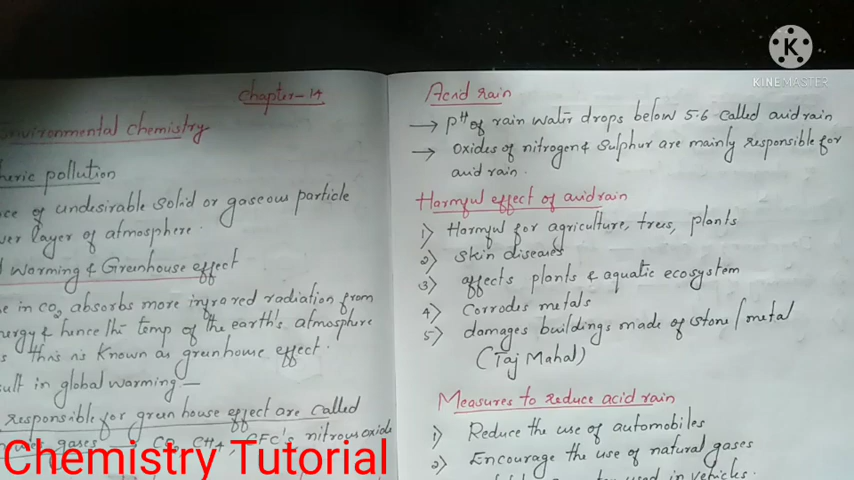 K
KINEMASTER
Chapter-14
Environmental chemistry
pheric pollution
ce of undesirable solid or gaseous particle
wer layer of atmosphere.
Warming & Greenhouse effect
e in CO2 absorbs more infrared radiation from
nergy & hence the temp of the earth's atmosphere
s this is known as greenhouse effect.
sult in global warming —
responsible for green house effect are called
gases → CO2, CH4, CFC's, nitrous oxide
Acid rain
→ pH of rain water drops below 5.6 called acid rain
→ Oxides of nitrogen & Sulphur are mainly responsible for
acid rain.
Harmful effect of acid rain
1) Harmful for agriculture, trees, plants
2) Skin diseases
3) affects plants & aquatic ecosystem
4) Corrodes metals
5) damages buildings made of stone/metal
(Taj Mahal)
Measures to reduce acid rain
1) Reduce the use of automobiles
2) Encourage the use of natural gases
used in vehicles.
Chemistry Tutorial